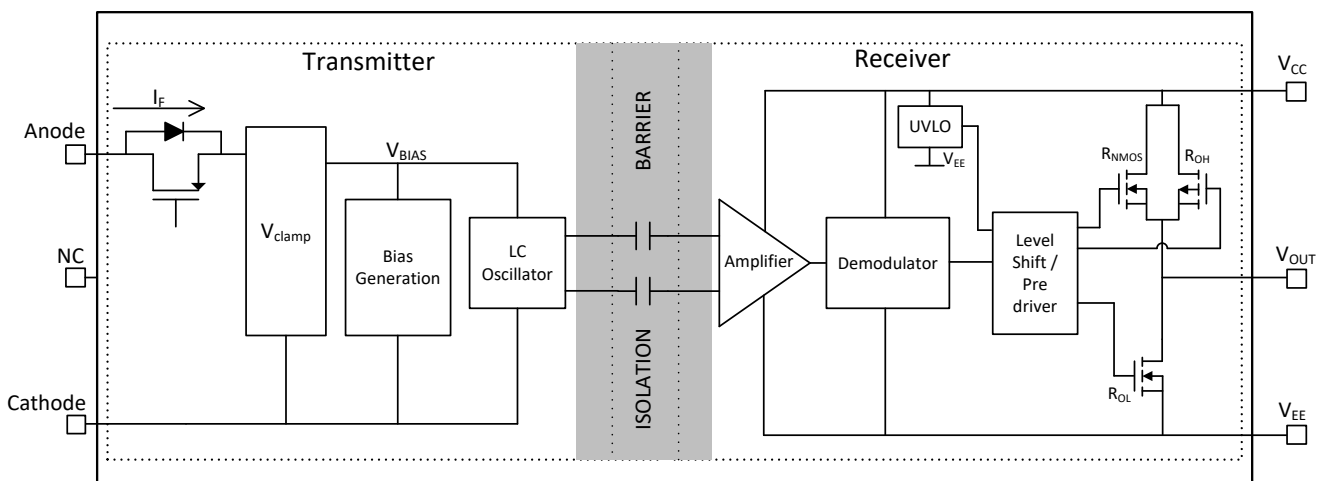 Transmitter
Receiver
I_F
Anode
NC
Cathode
V_clamp
V_BIAS
Bias
Generation
LC
Oscillator
BARRIER
ISOLATION
Amplifier
Demodulator
UVLO
V_EE
Level
Shift /
Pre
driver
R_NMOS
R_OH
R_OL
V_CC
V_OUT
V_EE